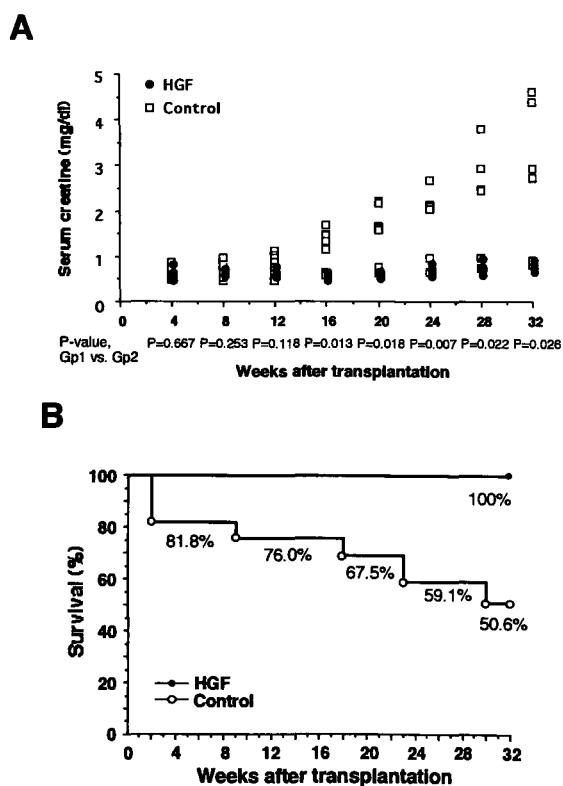 A
Serum creatine (mg/dl)
5
4
3
2
1
0
HGF
Control
0 4 8 12 16 20 24 28 32
P-value, P=0.667 P=0.253 P=0.118 P=0.013 P=0.018 P=0.007 P=0.022 P=0.026
Gp1 vs. Gp2
Weeks after transplantation
B
Survival (%)
100
80
60
40
20
0
100%
81.8%
76.0%
67.5%
59.1%
50.6%
HGF
Control
0 4 8 12 16 20 24 28 32
Weeks after transplantation